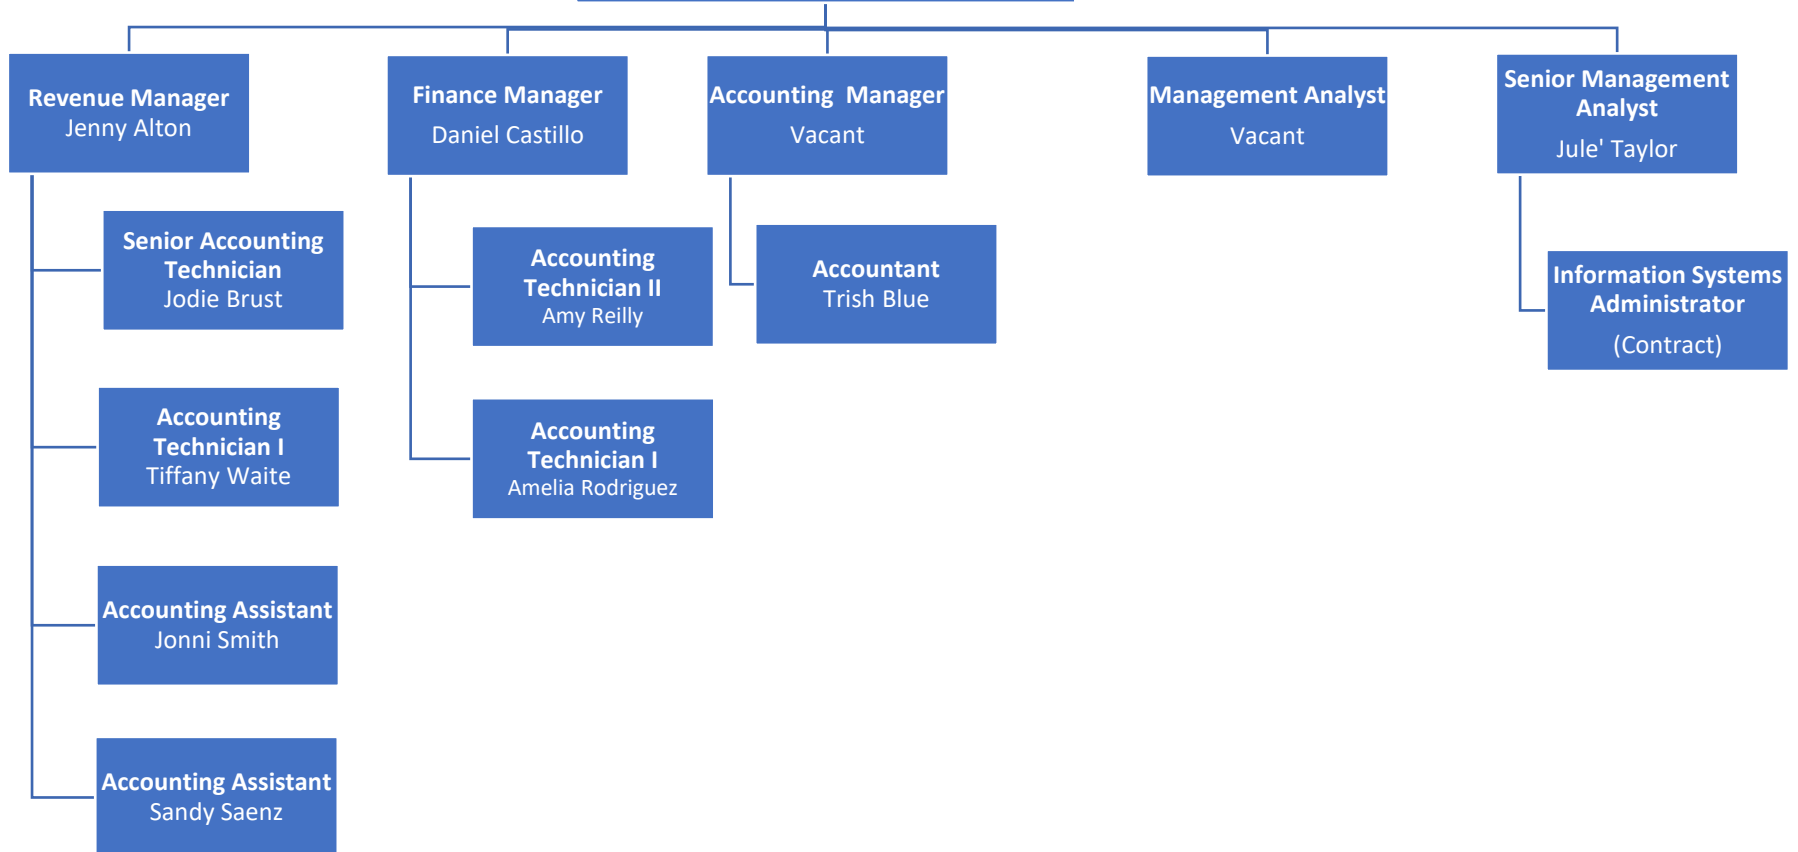 Revenue Manager
Jenny Alton
Finance Manager
Daniel Castillo
Accounting Manager
Vacant
Management Analyst
Vacant
Senior Management
Analyst
Jule' Taylor
Senior Accounting
Technician
Jodie Brust
Accounting
Technician II
Amy Reilly
Accountant
Trish Blue
Information Systems
Administrator
(Contract)
Accounting
Technician I
Tiffany Waite
Accounting
Technician I
Amelia Rodriguez
Accounting Assistant
Jonni Smith
Accounting Assistant
Sandy Saenz